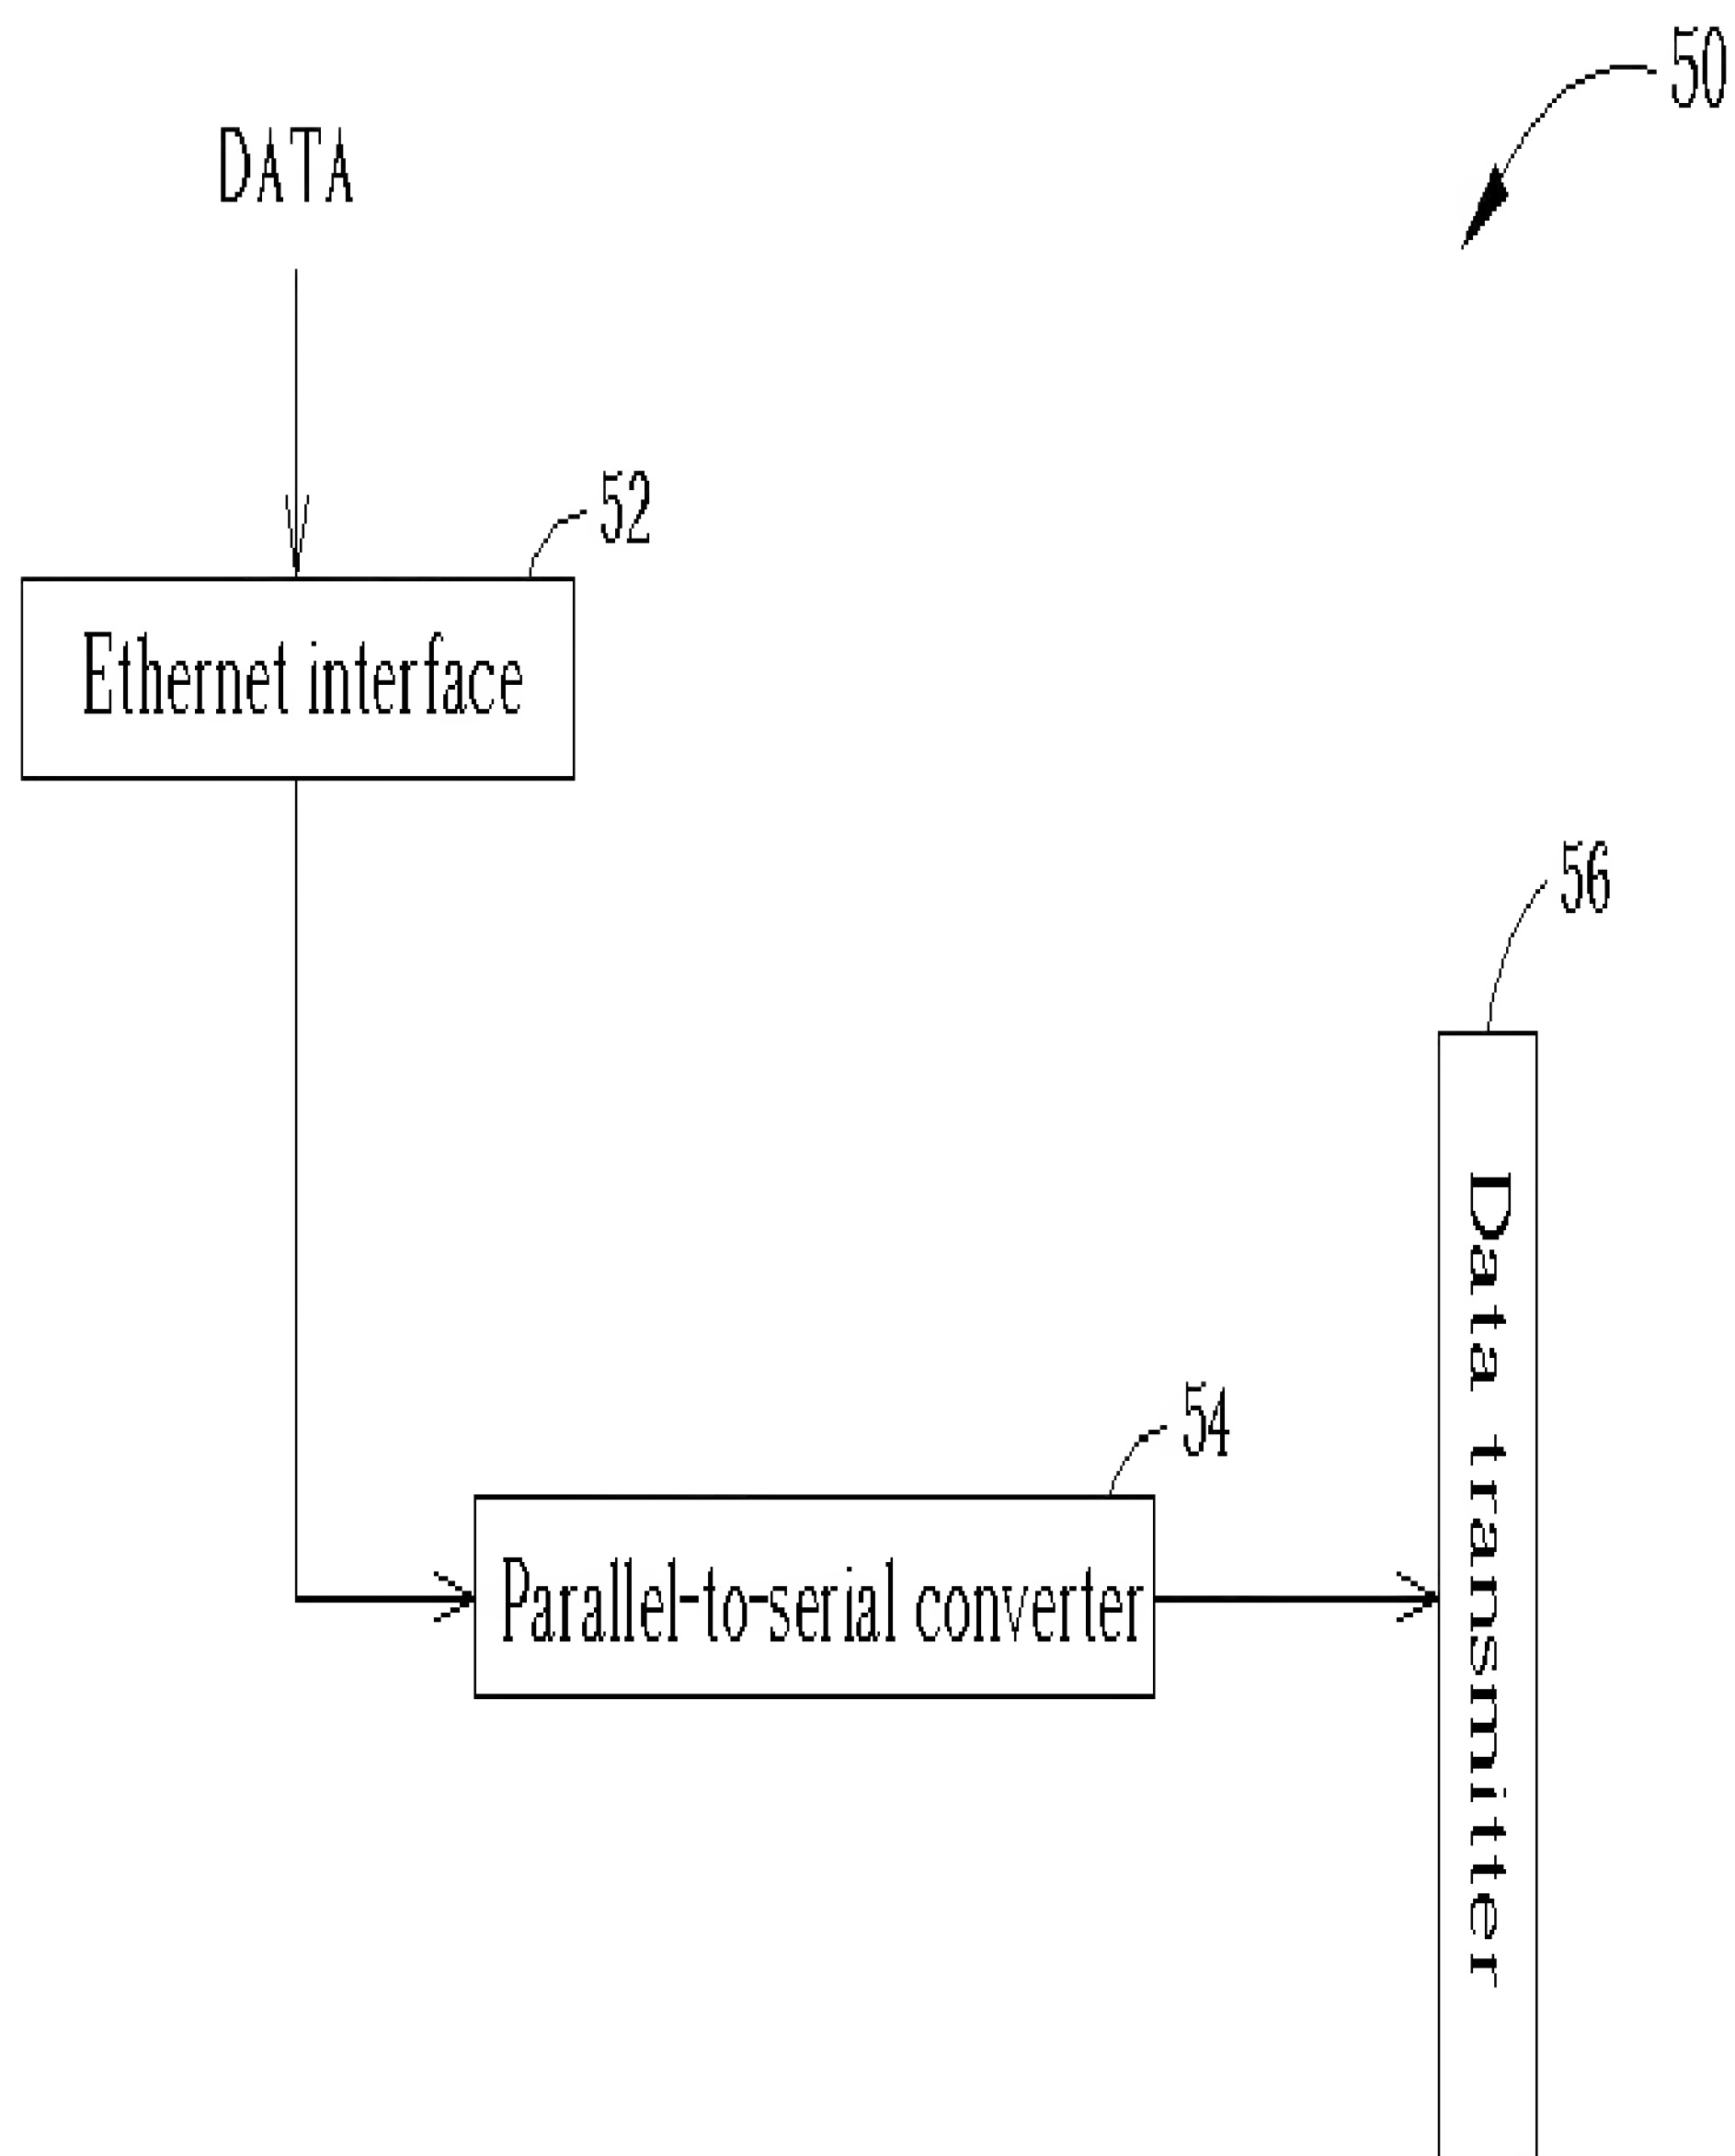 50
DATA
52
Ethernet interface
56
Data transmitter
54
Parallel-to-serial converter